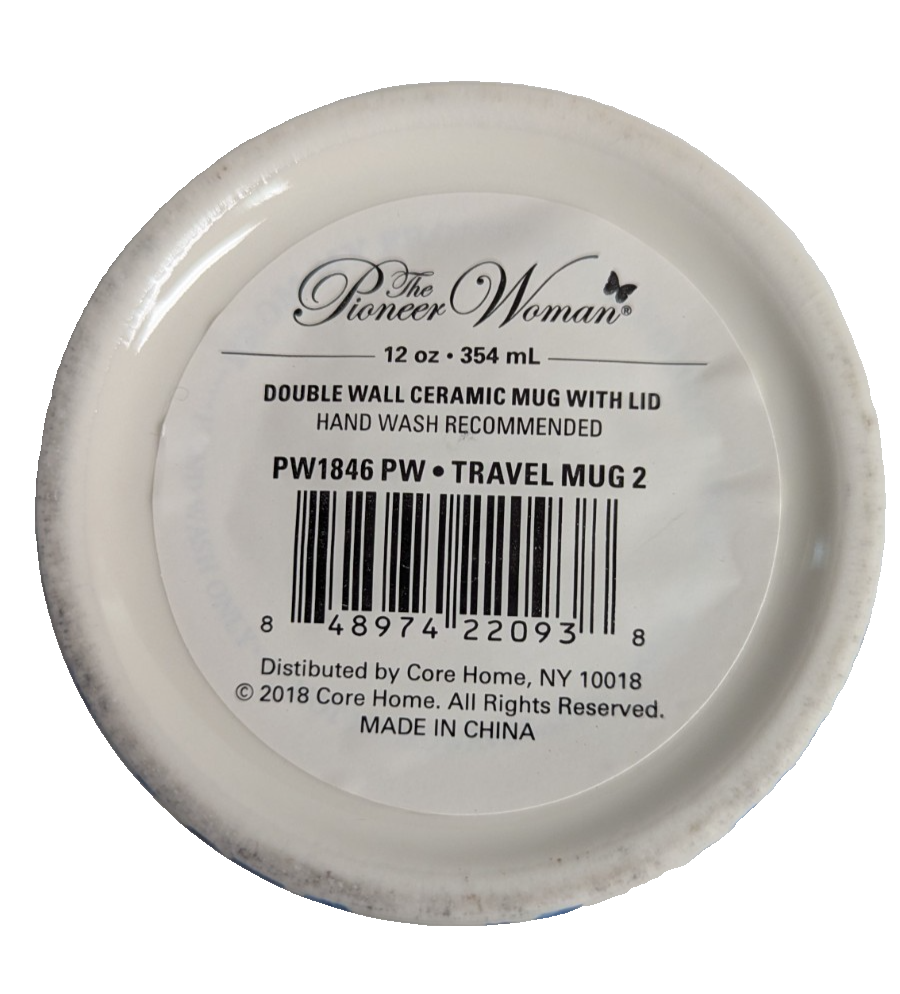 The Pioneer Woman®
12 oz • 354 mL
DOUBLE WALL CERAMIC MUG WITH LID
HAND WASH RECOMMENDED
PW1846 PW • TRAVEL MUG 2
8 48974 22093 8
Distibuted by Core Home, NY 10018
© 2018 Core Home. All Rights Reserved.
MADE IN CHINA